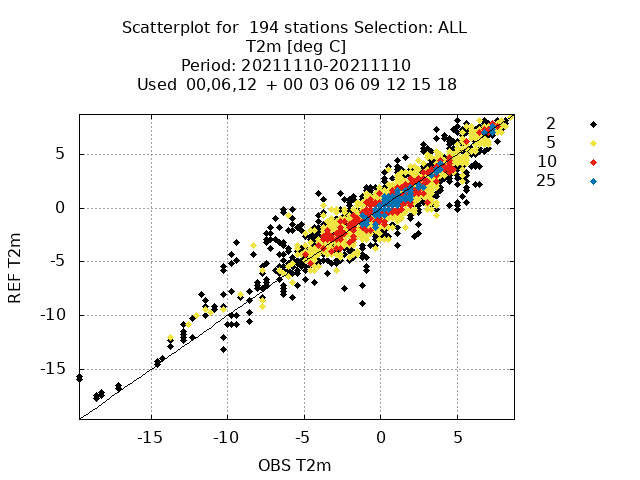 Scatterplot for 194 stations Selection: ALL
T2m [deg C]
Period: 20211110-20211110
Used 00,06,12 + 00 03 06 09 12 15 18
2
5
10
25
5
0
-5
-10
-15
REF T2m
-15 -10 -5 0 5
OBS T2m